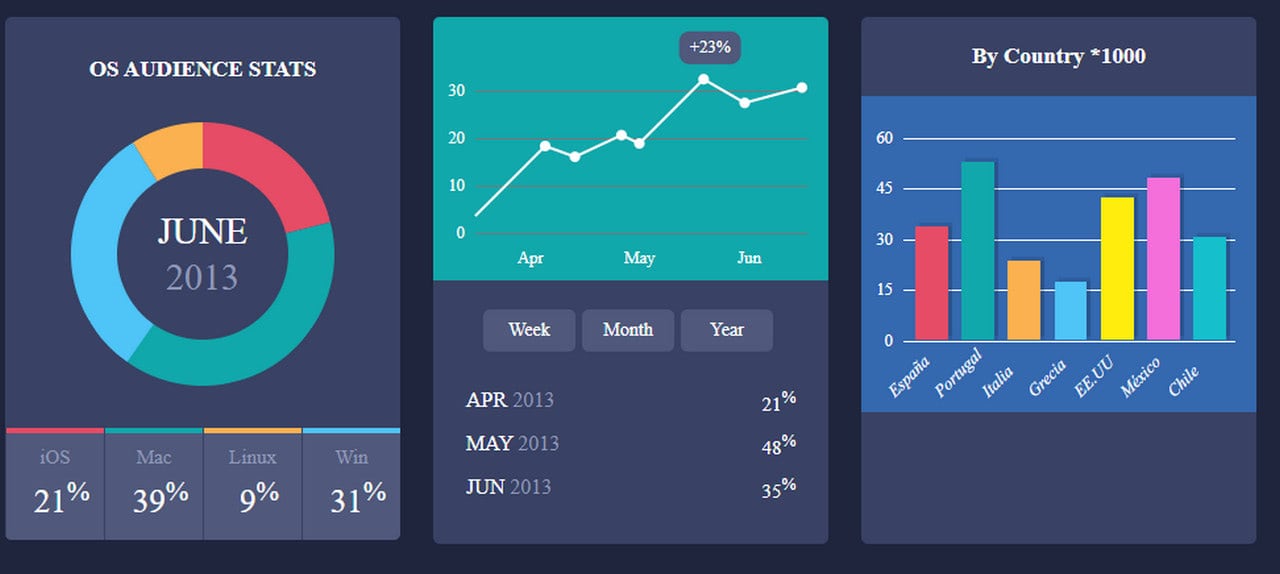 OS AUDIENCE STATS
JUNE
2013
iOS Mac Linux Win
21% 39% 9% 31%
+23%
30
20
10
0
Apr May Jun
Week Month Year
APR 2013 21%
MAY 2013 48%
JUN 2013 35%
By Country *1000
60
45
30
15
0
España Portugal Italia Grecia EE.UU México Chile